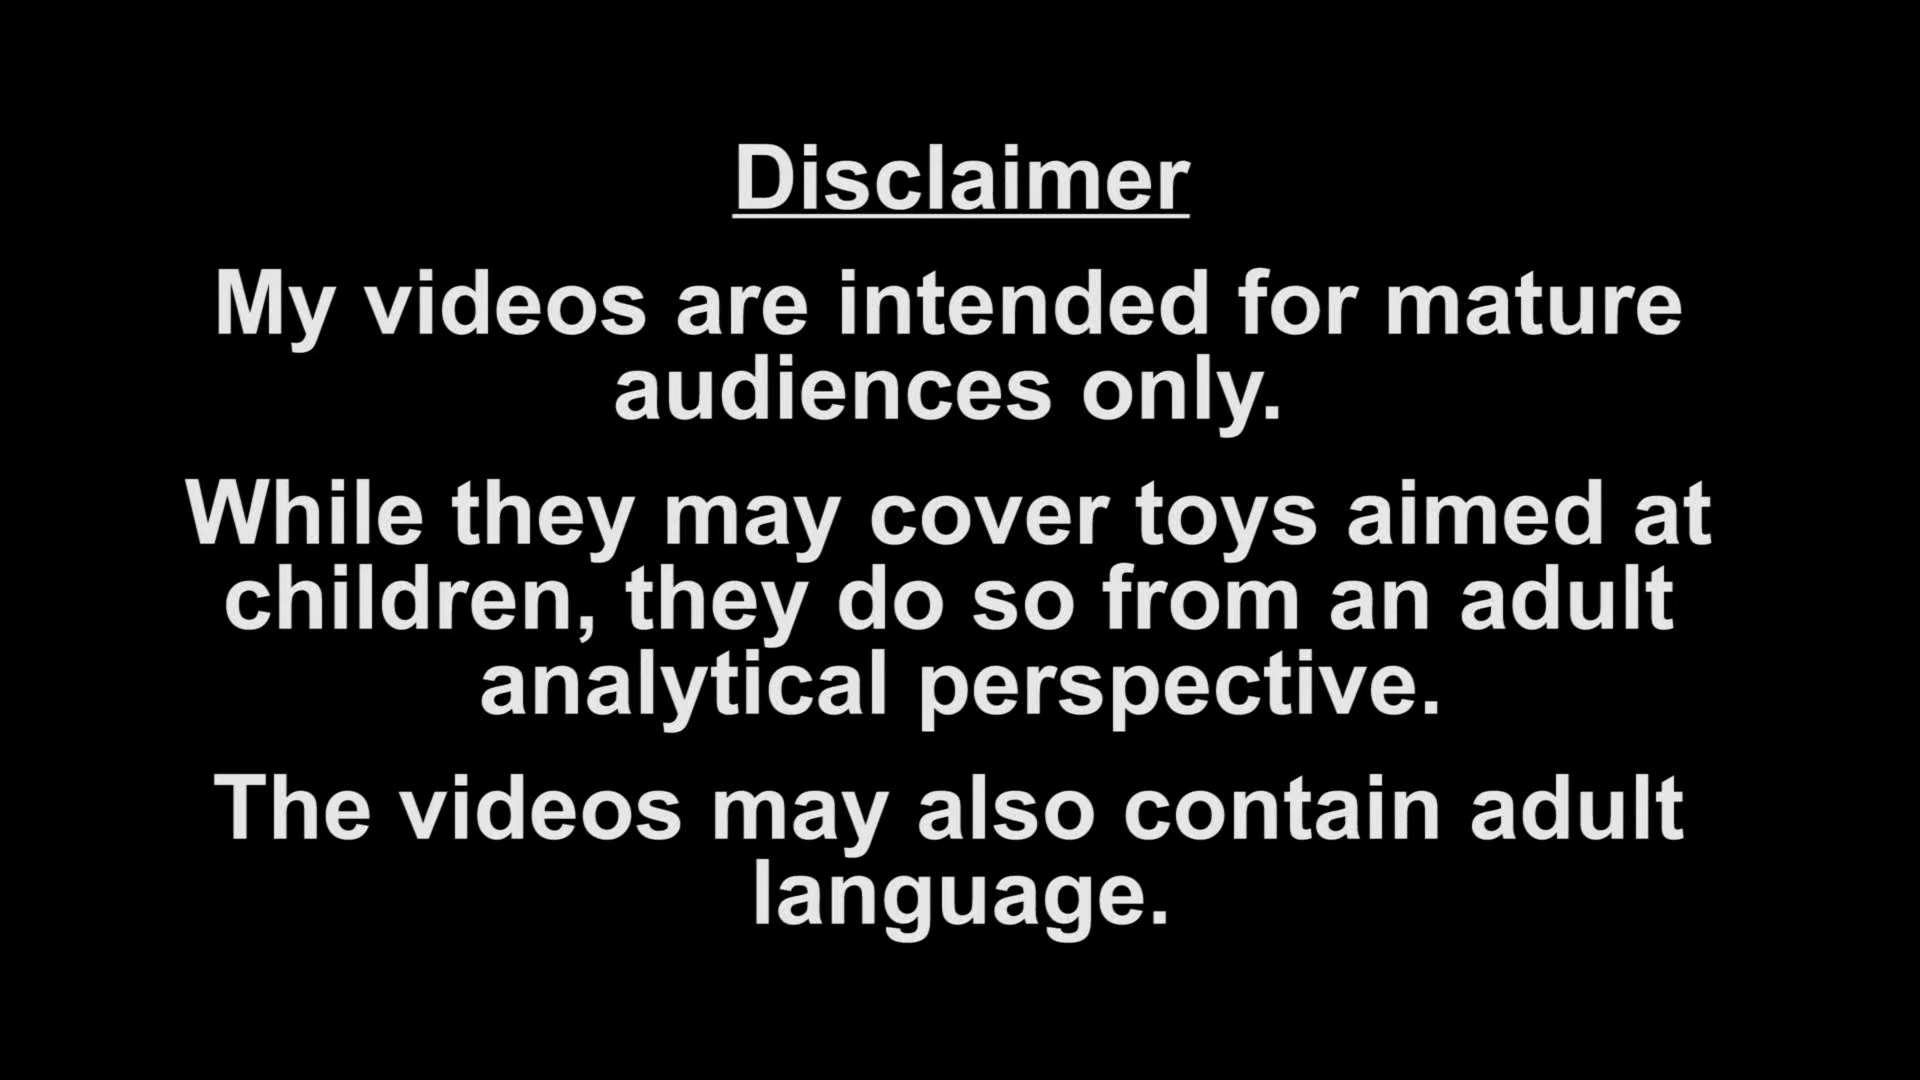 Disclaimer
My videos are intended for mature
audiences only.
While they may cover toys aimed at
children, they do so from an adult
analytical perspective.
The videos may also contain adult
language.